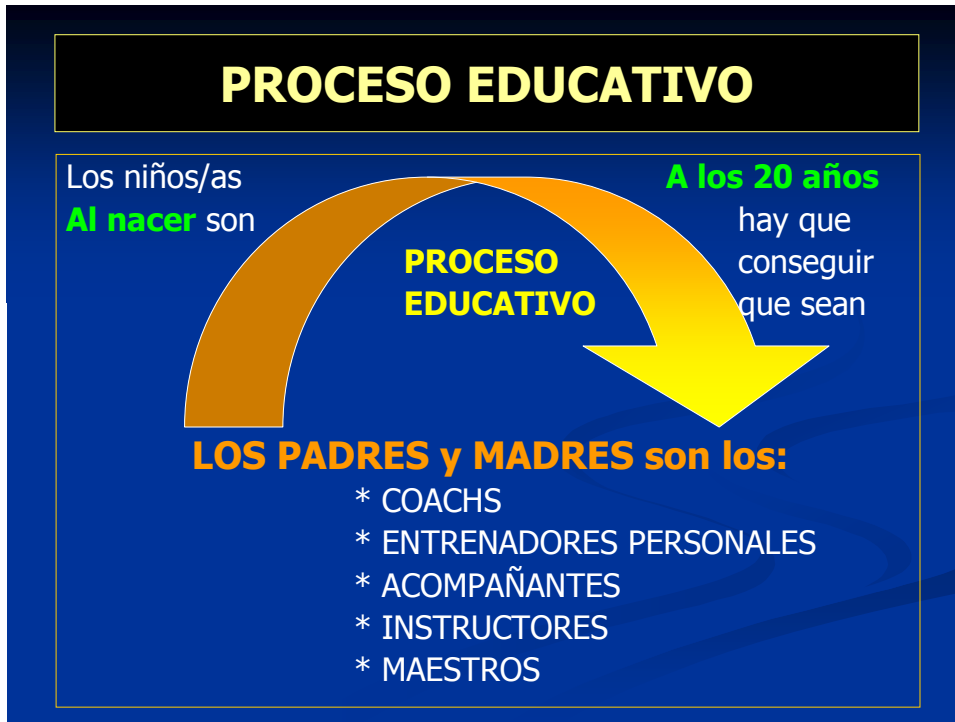 PROCESO EDUCATIVO
Los niños/as
Al nacer son
A los 20 años
hay que
conseguir
que sean
PROCESO
EDUCATIVO
LOS PADRES y MADRES son los:
* COACHS
* ENTRENADORES PERSONALES
* ACOMPAÑANTES
* INSTRUCTORES
* MAESTROS